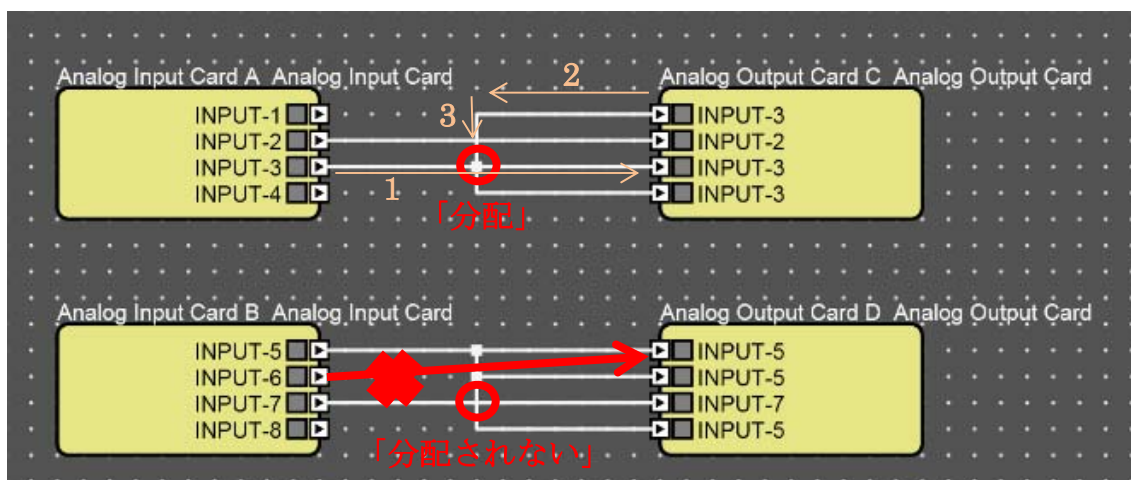 Analog Input Card A Analog Input Card
Analog Output Card C Analog Output Card
INPUT-1
INPUT-2
INPUT-3
INPUT-4
2
3
1
「分配」
INPUT-3
INPUT-2
INPUT-3
INPUT-3
Analog Input Card B Analog Input Card
Analog Output Card D Analog Output Card
INPUT-5
INPUT-6
INPUT-7
INPUT-8
「分配されない」
INPUT-5
INPUT-5
INPUT-7
INPUT-5